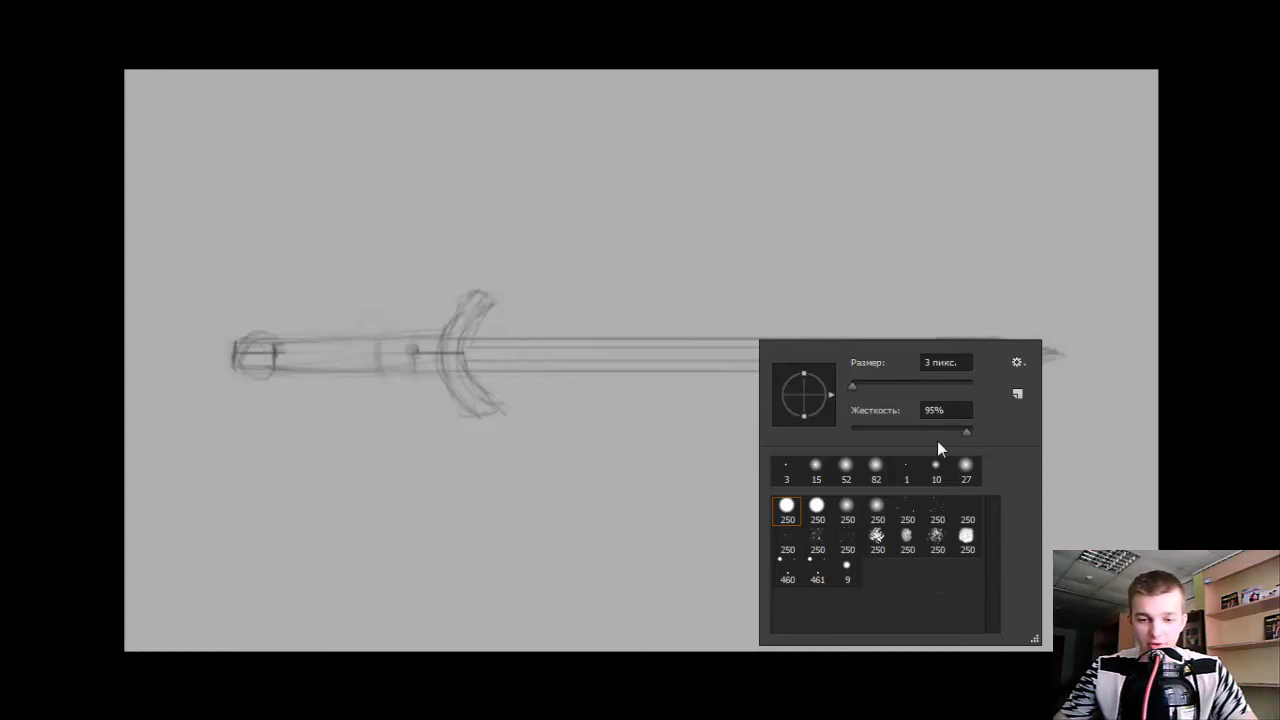 Размер: 3 пикс.
Жесткость: 95%
3 15 52 82 1 10 27
250 250 250 250 250 250 250
250 250 250 250 250 250 250
460 461 9